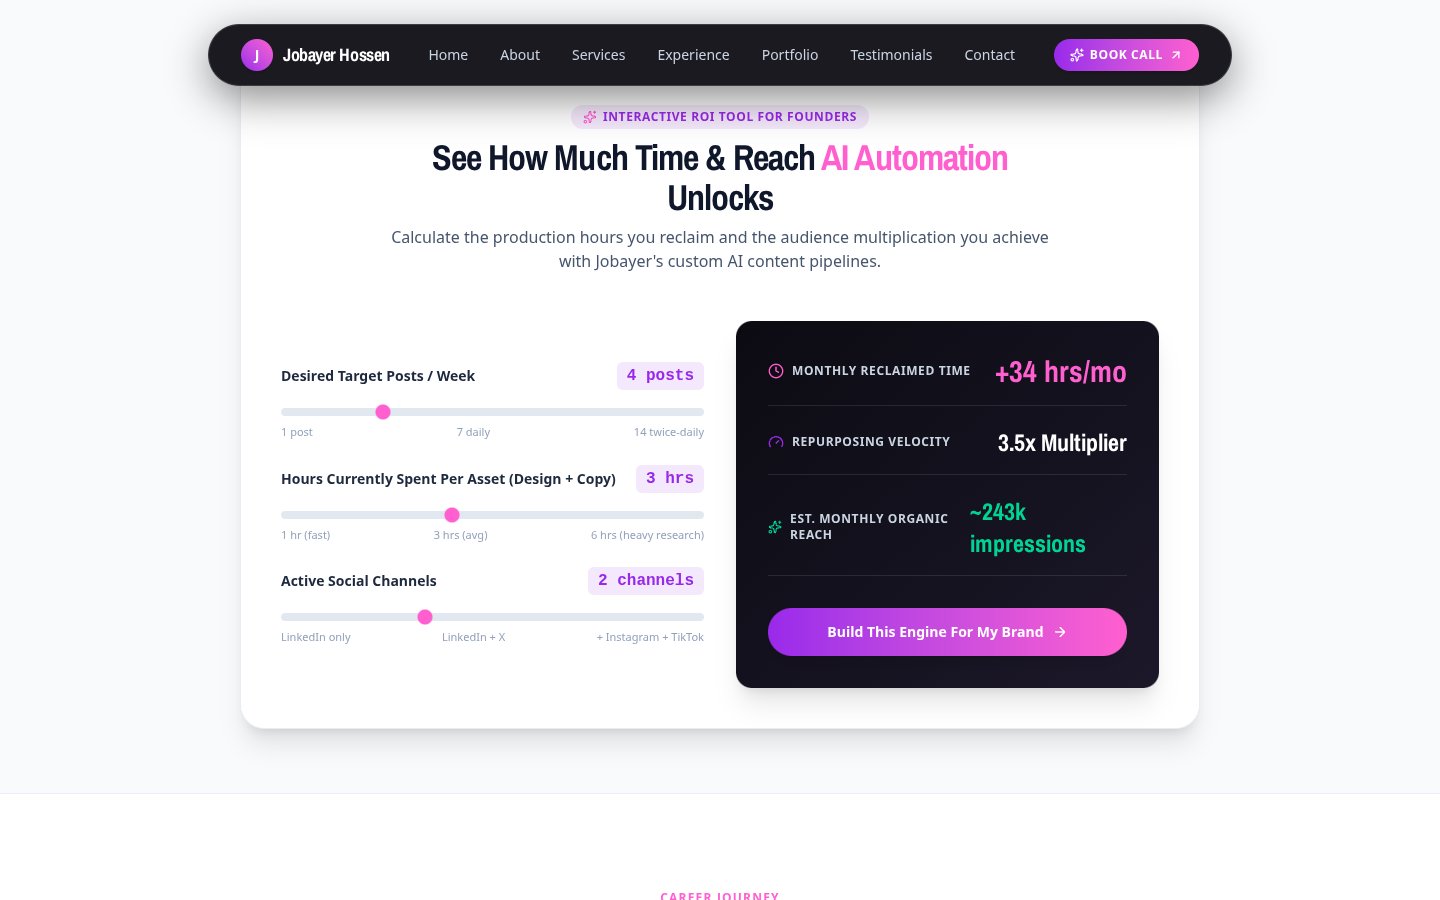 J
Jobayer Hossen
Home
About
Services
Experience
Portfolio
Testimonials
Contact
BOOK CALL
INTERACTIVE ROI TOOL FOR FOUNDERS
See How Much Time & Reach AI Automation
Unlocks
Calculate the production hours you reclaim and the audience multiplication you achieve
with Jobayer's custom AI content pipelines.
Desired Target Posts / Week
4 posts
1 post
7 daily
14 twice-daily
Hours Currently Spent Per Asset (Design + Copy)
3 hrs
1 hr (fast)
3 hrs (avg)
6 hrs (heavy research)
Active Social Channels
2 channels
LinkedIn only
LinkedIn + X
+ Instagram + TikTok
MONTHLY RECLAIMED TIME
+34 hrs/mo
REPURPOSING VELOCITY
3.5x Multiplier
EST. MONTHLY ORGANIC
REACH
~243k
impressions
Build This Engine For My Brand
CAREER JOURNEY